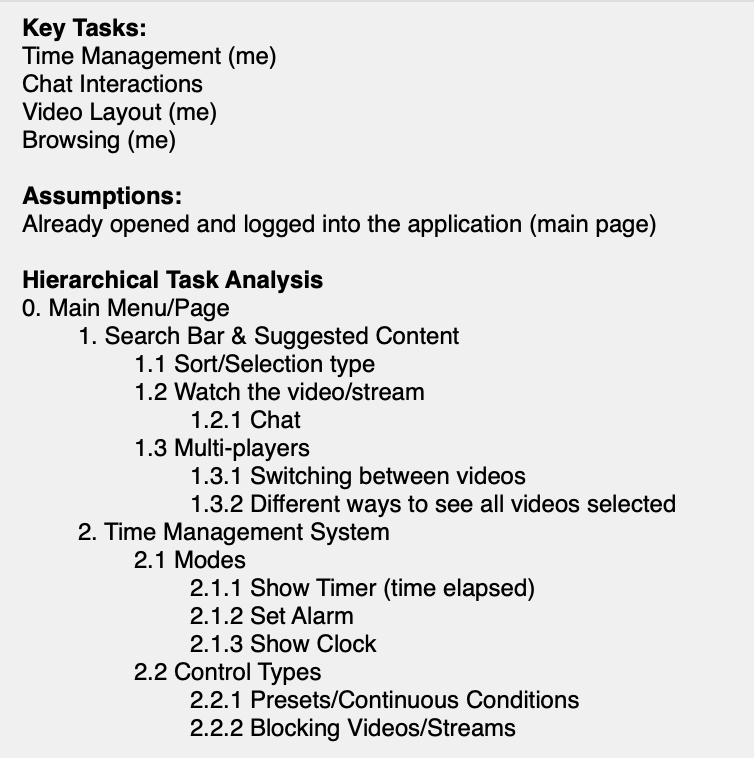 Key Tasks:
Time Management (me)
Chat Interactions
Video Layout (me)
Browsing (me)
Assumptions:
Already opened and logged into the application (main page)
Hierarchical Task Analysis
0. Main Menu/Page
1. Search Bar & Suggested Content
1.1 Sort/Selection type
1.2 Watch the video/stream
1.2.1 Chat
1.3 Multi-players
1.3.1 Switching between videos
1.3.2 Different ways to see all videos selected
2. Time Management System
2.1 Modes
2.1.1 Show Timer (time elapsed)
2.1.2 Set Alarm
2.1.3 Show Clock
2.2 Control Types
2.2.1 Presets/Continuous Conditions
2.2.2 Blocking Videos/Streams